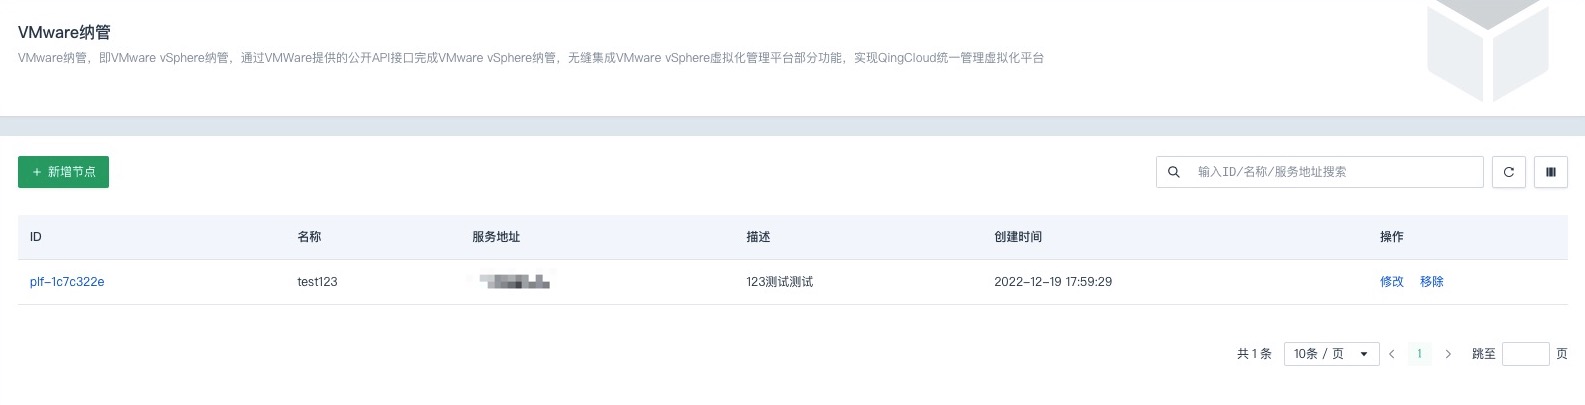 VMware纳管
VMware纳管，即VMware vSphere纳管，通过VMWare提供的公开API接口完成VMware vSphere纳管，无缝集成VMware vSphere虚拟化管理平台部分功能，实现QingCloud统一管理虚拟化平台
+ 新增节点
输入ID/名称/服务地址搜索
ID 名称 服务地址 描述 创建时间 操作
plf-1c7c322e test123 123测试测试 2022-12-19 17:59:29 修改 移除
共 1 条 10条 / 页 1 跳至 页